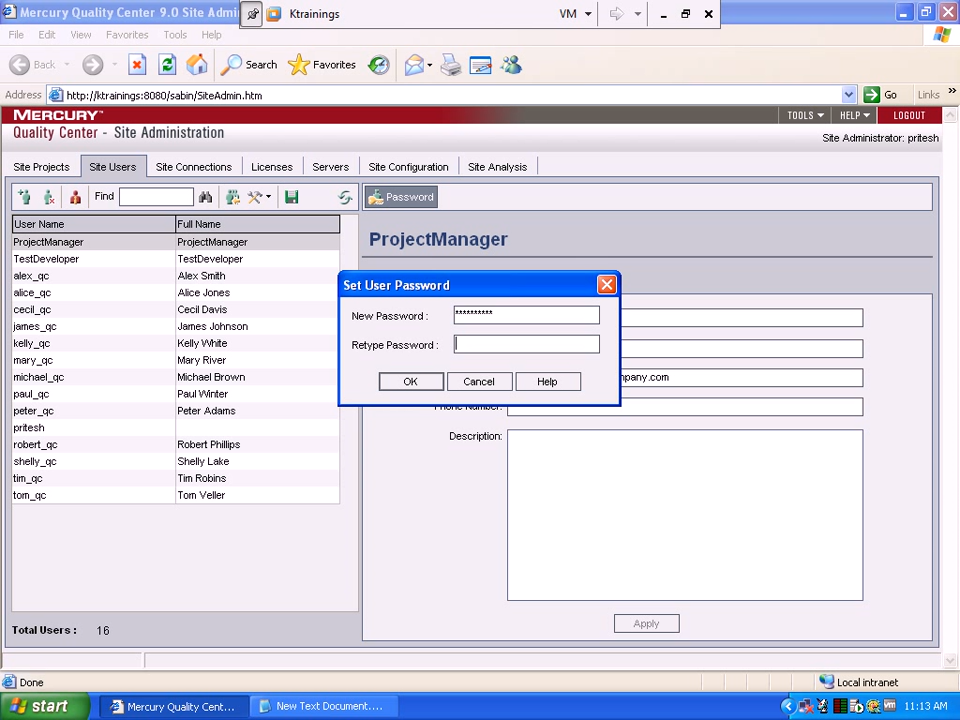 Mercury Quality Center 9.0 Site Admi
Ktrainings
VM
File Edit View Favorites Tools Help
Back Search Favorites
Address http://ktrainings:8080/sabin/SiteAdmin.htm Go Links »
MERCURY™ TOOLS HELP LOGOUT
Quality Center - Site Administration
Site Administrator: pritesh
Site Projects Site Users Site Connections Licenses Servers Site Configuration Site Analysis
Find Password
User Name Full Name
ProjectManager
ProjectManager ProjectManager
TestDeveloper TestDeveloper
alex_qc Alex Smith
alice_qc Alice Jones
cecil_qc Cecil Davis
james_qc James Johnson
kelly_qc Kelly White
mary_qc Mary River
michael_qc Michael Brown
paul_qc Paul Winter
peter_qc Peter Adams
pritesh
robert_qc Robert Phillips
shelly_qc Shelly Lake
tim_qc Tim Robins
tom_qc Tom Veller
Set User Password
New Password : **********
Retype Password :
OK Cancel Help
mpany.com
Phone Number:
Description:
Apply
Total Users : 16
Done Local intranet
start Mercury Quality Cent... New Text Document.... 11:13 AM